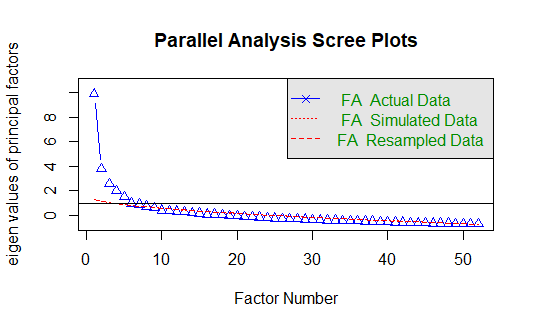 Parallel Analysis Scree Plots
eigen values of principal factors
FA Actual Data
FA Simulated Data
FA Resampled Data
8
6
4
2
0
0 10 20 30 40 50
Factor Number